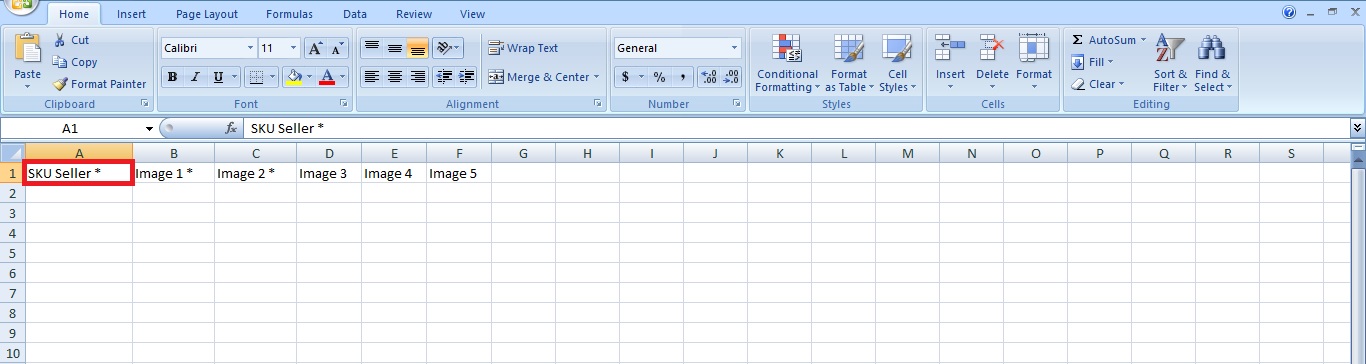 Home Insert Page Layout Formulas Data Review View
Cut
Copy
Format Painter
Paste
Clipboard
Calibri 11
B I U
Font
Wrap Text
Merge & Center
Alignment
General
$ % ,
Number
Conditional Formatting
Format as Table
Cell Styles
Styles
Insert Delete Format
Cells
Σ AutoSum
Fill
Clear
Sort & Filter
Find & Select
Editing
A1 fx SKU Seller *
A B C D E F G H I J K L M N O P Q R S
1 SKU Seller * Image 1 * Image 2 * Image 3 Image 4 Image 5
2
3
4
5
6
7
8
9
10